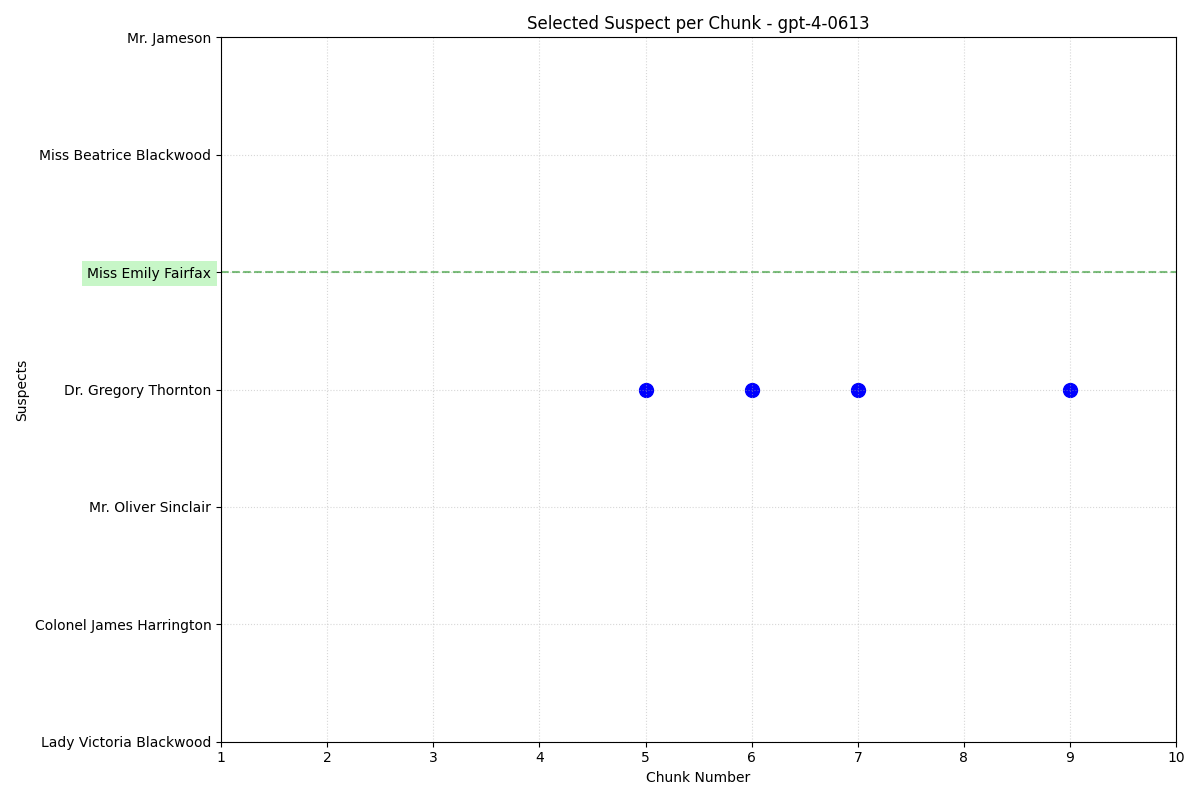 Selected Suspect per Chunk - gpt-4-0613
Mr. Jameson
Miss Beatrice Blackwood
Miss Emily Fairfax
Dr. Gregory Thornton
Mr. Oliver Sinclair
Colonel James Harrington
Lady Victoria Blackwood
Suspects
1 2 3 4 5 6 7 8 9 10
Chunk Number